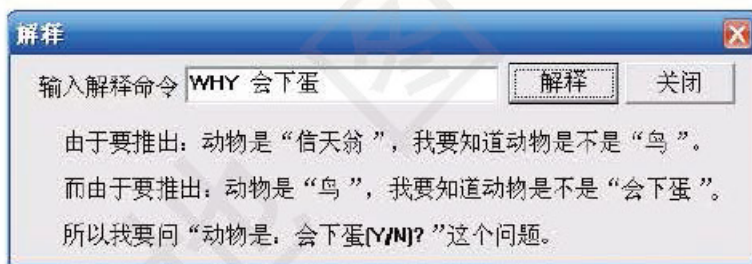 解释
输入解释命令 WHY 会下蛋 解释 关闭
由于要推出：动物是“信天翁 ”，我要知道动物是不是“鸟 ”。
而由于要推出：动物是“鸟 ”，我要知道动物是不是“会下蛋 ”。
所以我要问“动物是：会下蛋(Y/N)? ”这个问题。